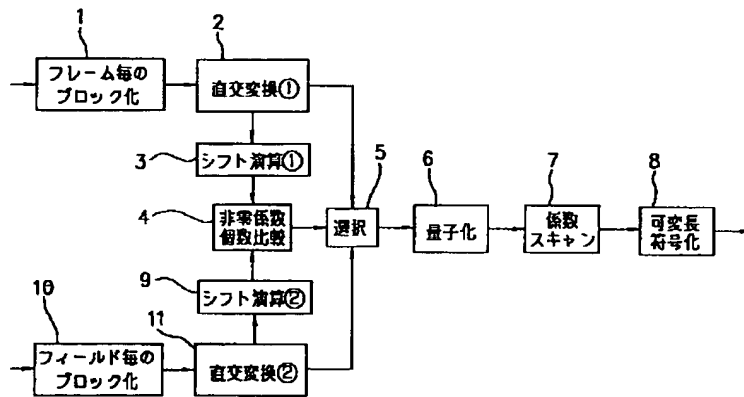 1
フレーム毎の
ブロック化
2
直交変換①
3
シフト演算①
4
非零係数
個数比較
5
選択
6
量子化
7
係数
スキャン
8
可変長
符号化
9
シフト演算②
10
フィールド毎の
ブロック化
11
直交変換②